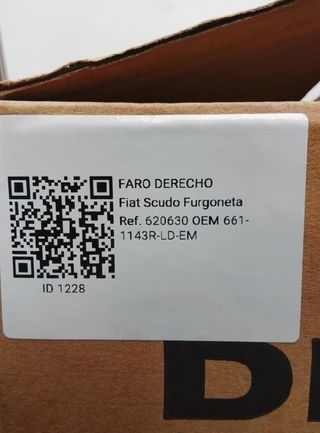 FARO DERECHO
Fiat Scudo Furgoneta
Ref. 620630 OEM 661-
1143R-LD-EM
ID 1228